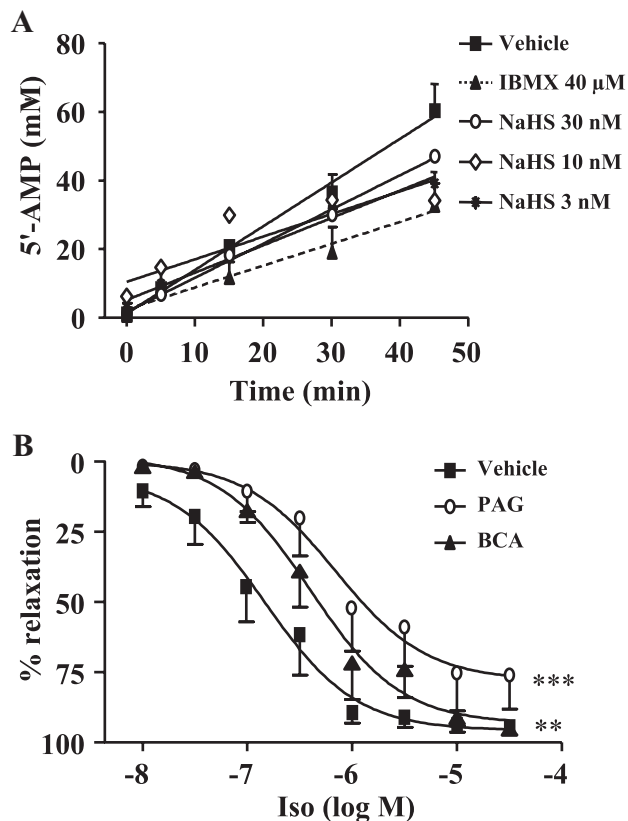 A
5'-AMP (mM)
80
60
40
20
0
0 10 20 30 40 50
Time (min)
Vehicle
IBMX 40 µM
NaHS 30 nM
NaHS 10 nM
NaHS 3 nM
B
% relaxation
0
25
50
75
100
-8 -7 -6 -5 -4
Iso (log M)
Vehicle
PAG
BCA
***
**